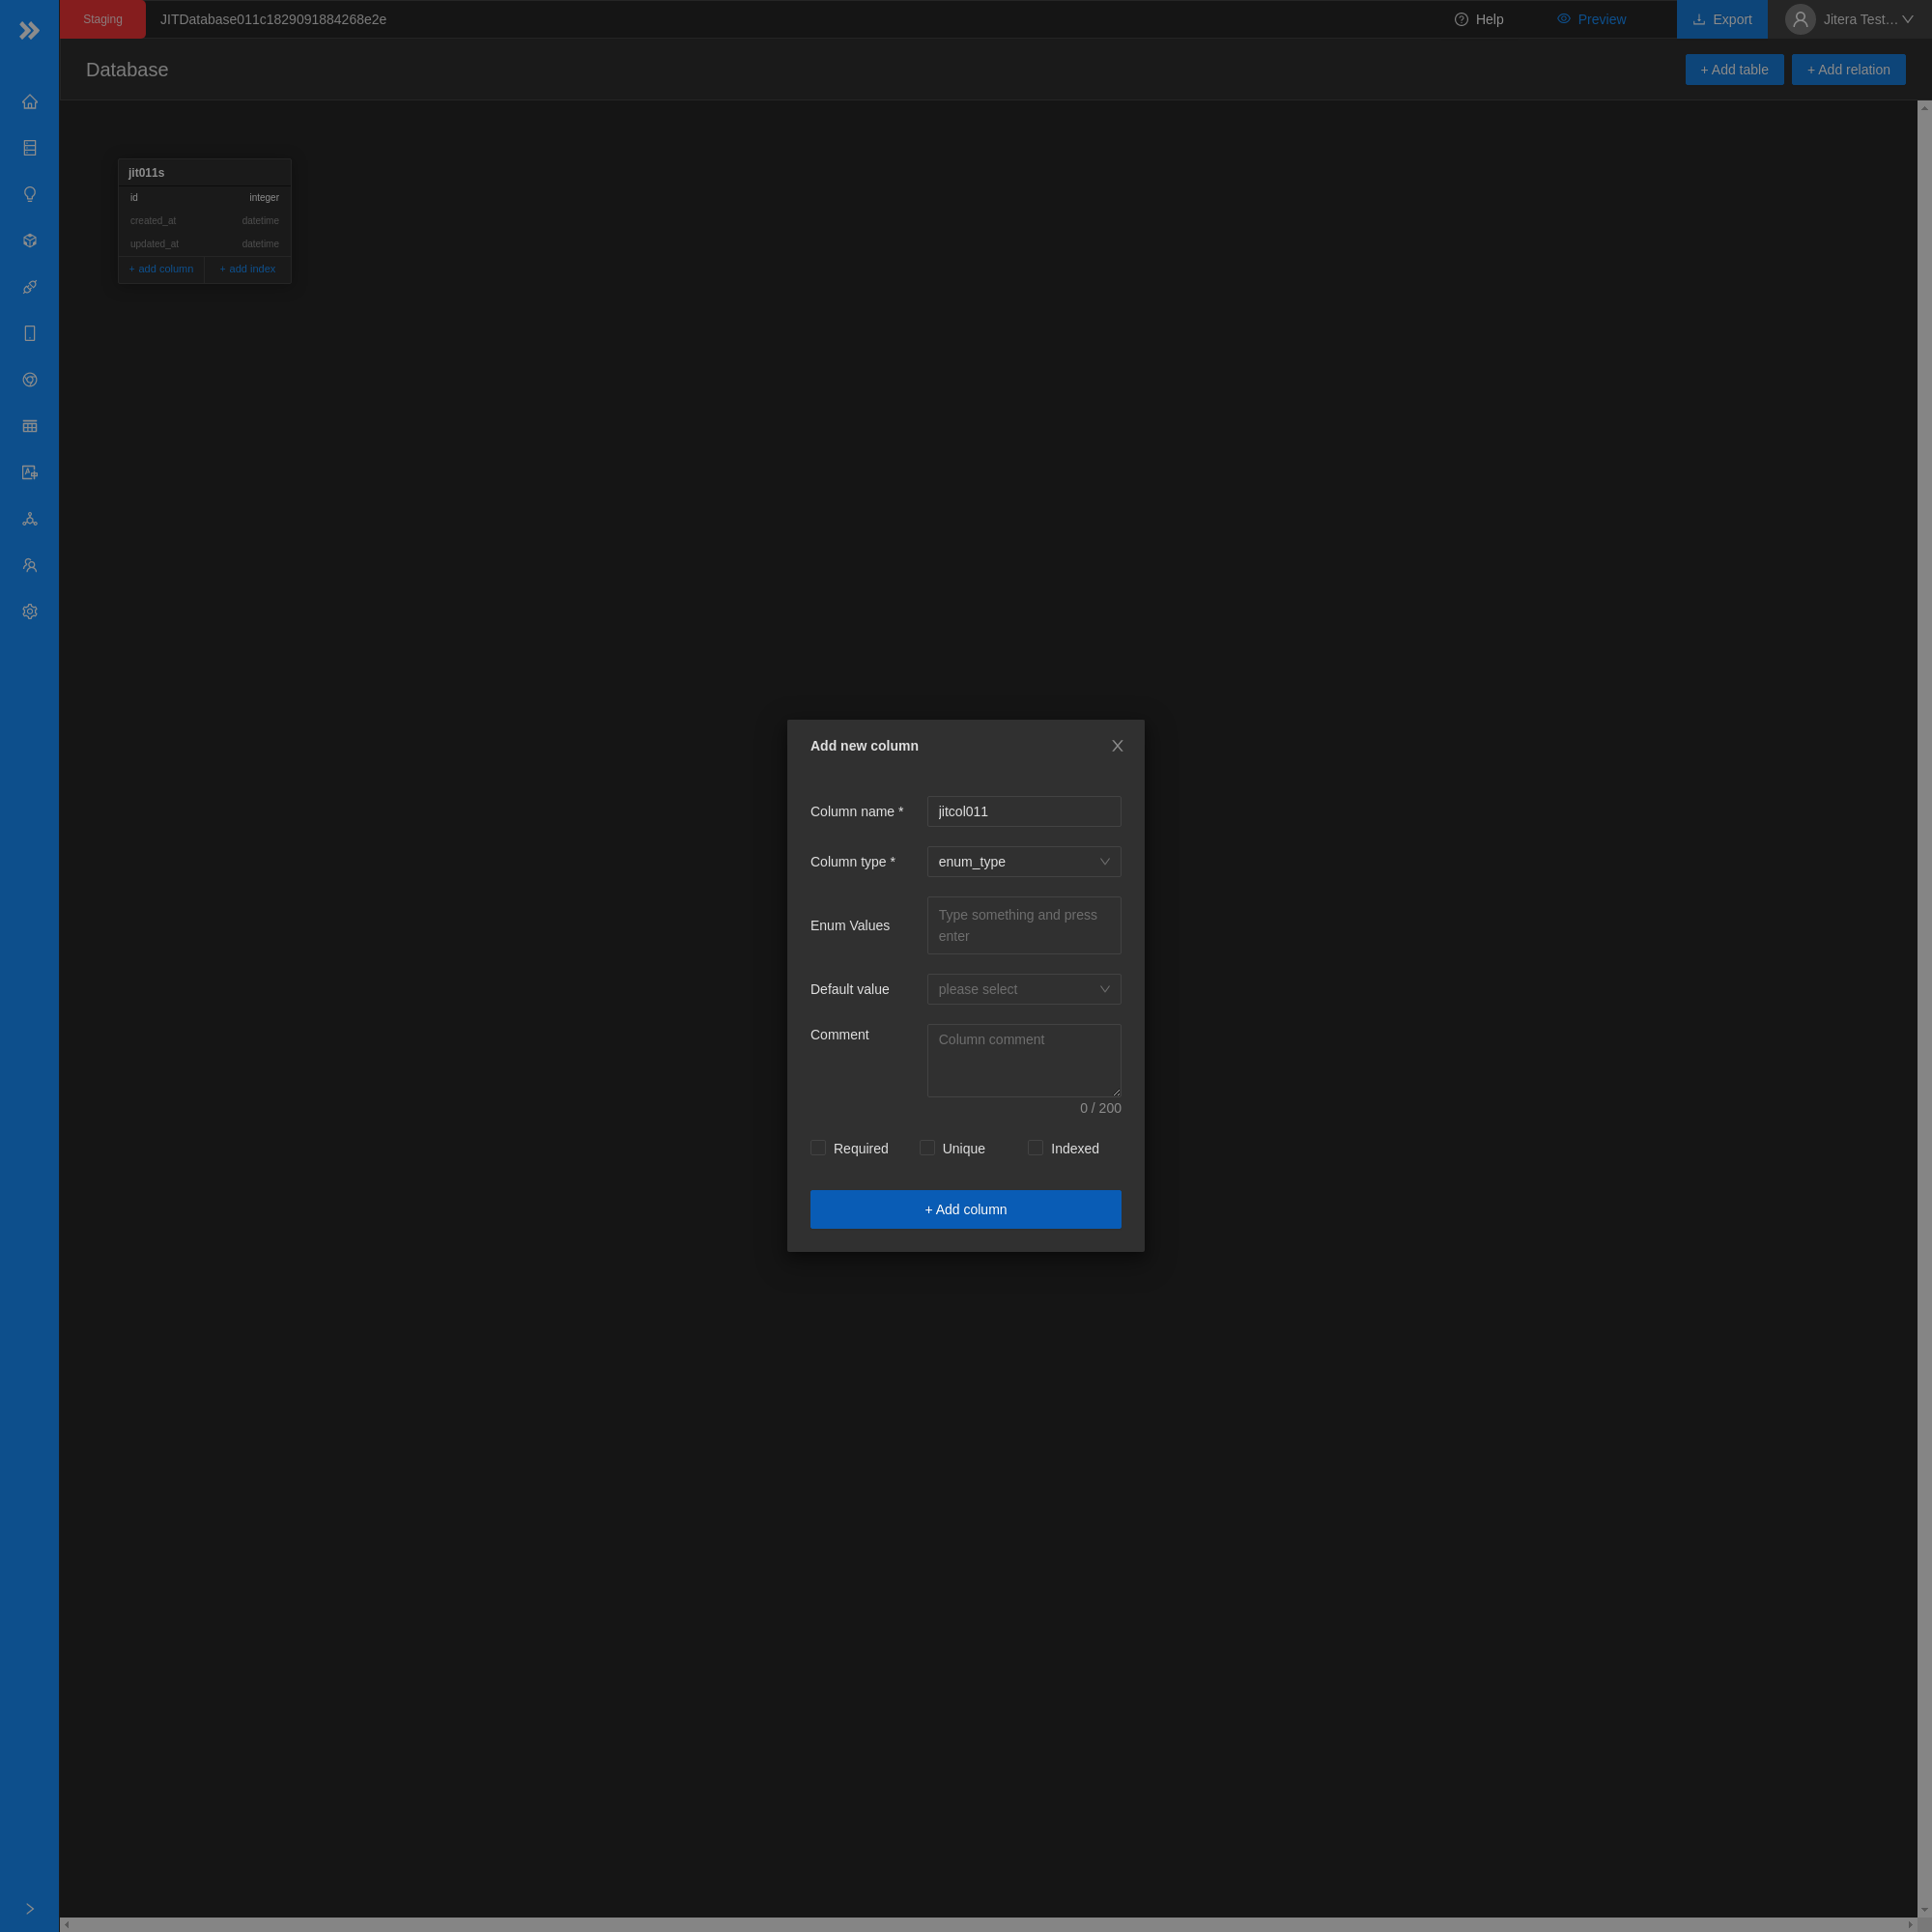 Staging
JITDatabase011c1829091884268e2e
Help
Preview
Export
Jitera Test...
Database
+ Add table
+ Add relation
jit011s
id integer
created_at datetime
updated_at datetime
+ add column + add index
Add new column
Column name * jitcol011
Column type * enum_type
Enum Values Type something and press
enter
Default value please select
Comment Column comment
0 / 200
Required Unique Indexed
+ Add column